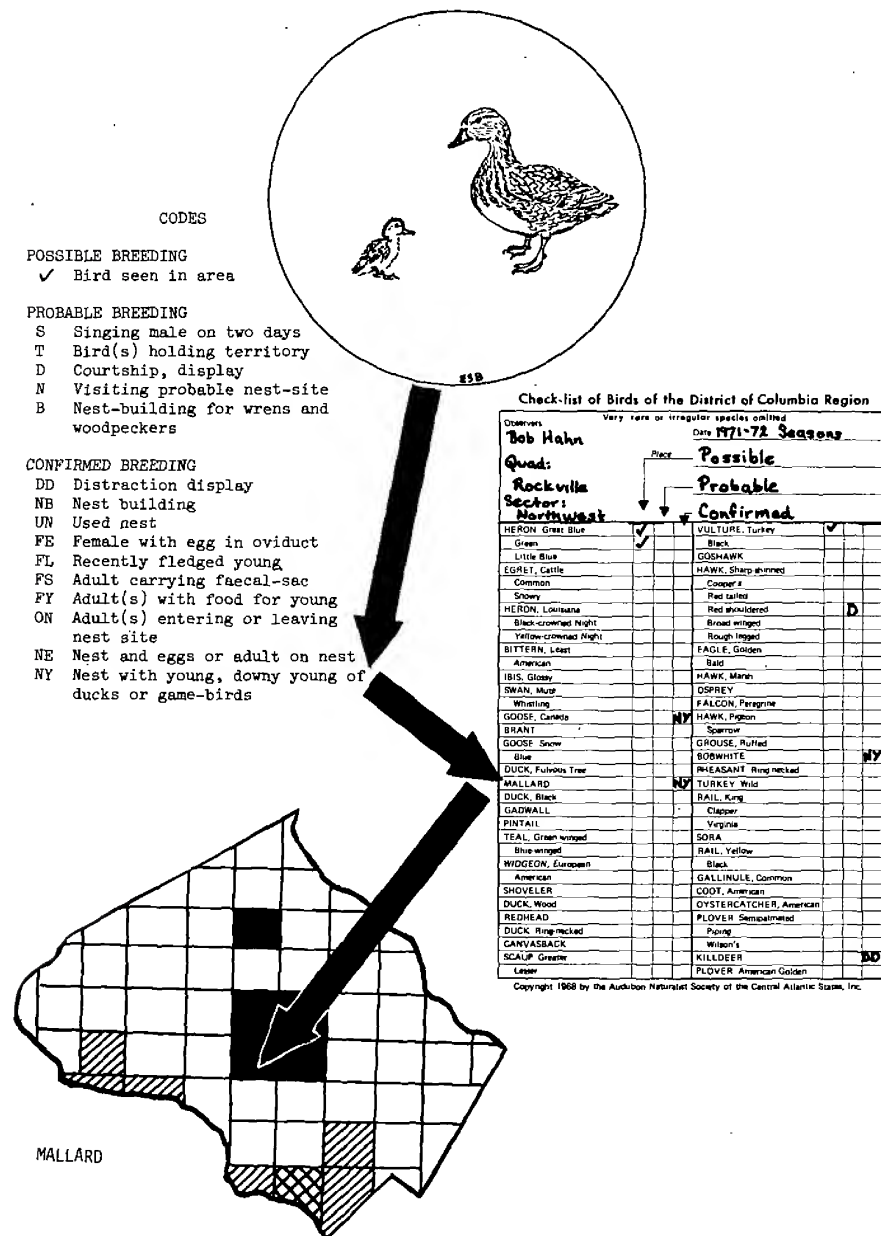 CODES
POSSIBLE BREEDING
✓ Bird seen in area
PROBABLE BREEDING
S Singing male on two days
T Bird(s) holding territory
D Courtship, display
N Visiting probable nest-site
B Nest-building for wrens and
woodpeckers
CONFIRMED BREEDING
DD Distraction display
NB Nest building
UN Used nest
FE Female with egg in oviduct
FL Recently fledged young
FS Adult carrying faecal-sac
FY Adult(s) with food for young
ON Adult(s) entering or leaving
nest site
NE Nest and eggs or adult on nest
NY Nest with young, downy young of
ducks or game-birds
ESB
Check-list of Birds of the District of Columbia Region
Very rare or irregular species omitted
Observers Date 1971-72 Seasons
Bob Hahn
Place Possible
Quad:
Rockville Probable
Sector:
Northwest Confirmed
HERON Great Blue ✓ VULTURE, Turkey ✓
Green ✓ Black
Little Blue GOSHAWK
EGRET, Cattle HAWK, Sharp shinned
Common Cooper's
Snowy Red tailed
HERON, Louisiana Red shouldered D
Black-crowned Night Broad winged
Yellow-crowned Night Rough legged
BITTERN, Least EAGLE, Golden
American Bald
IBIS, Glossy HAWK, Marsh
SWAN, Mute OSPREY
Whistling FALCON, Peregrine
GOOSE, Canada NY HAWK, Pigeon
BRANT Sparrow
GOOSE Snow GROUSE, Ruffed
Blue BOBWHITE NY
DUCK, Fulvous Tree PHEASANT Ring necked
MALLARD NY TURKEY Wild
DUCK, Black RAIL, King
GADWALL Clapper
PINTAIL Virginia
TEAL, Green winged SORA
Blue-winged RAIL, Yellow
WIDGEON, European Black
American GALLINULE, Common
SHOVELER COOT, American
DUCK, Wood OYSTERCATCHER, American
REDHEAD PLOVER Semipalmated
DUCK Ring-necked Piping
CANVASBACK Wilson's
SCAUP Greater KILLDEER DD
Lesser PLOVER American Golden
Copyright 1968 by the Audubon Naturalist Society of the Central Atlantic States, Inc.
MALLARD